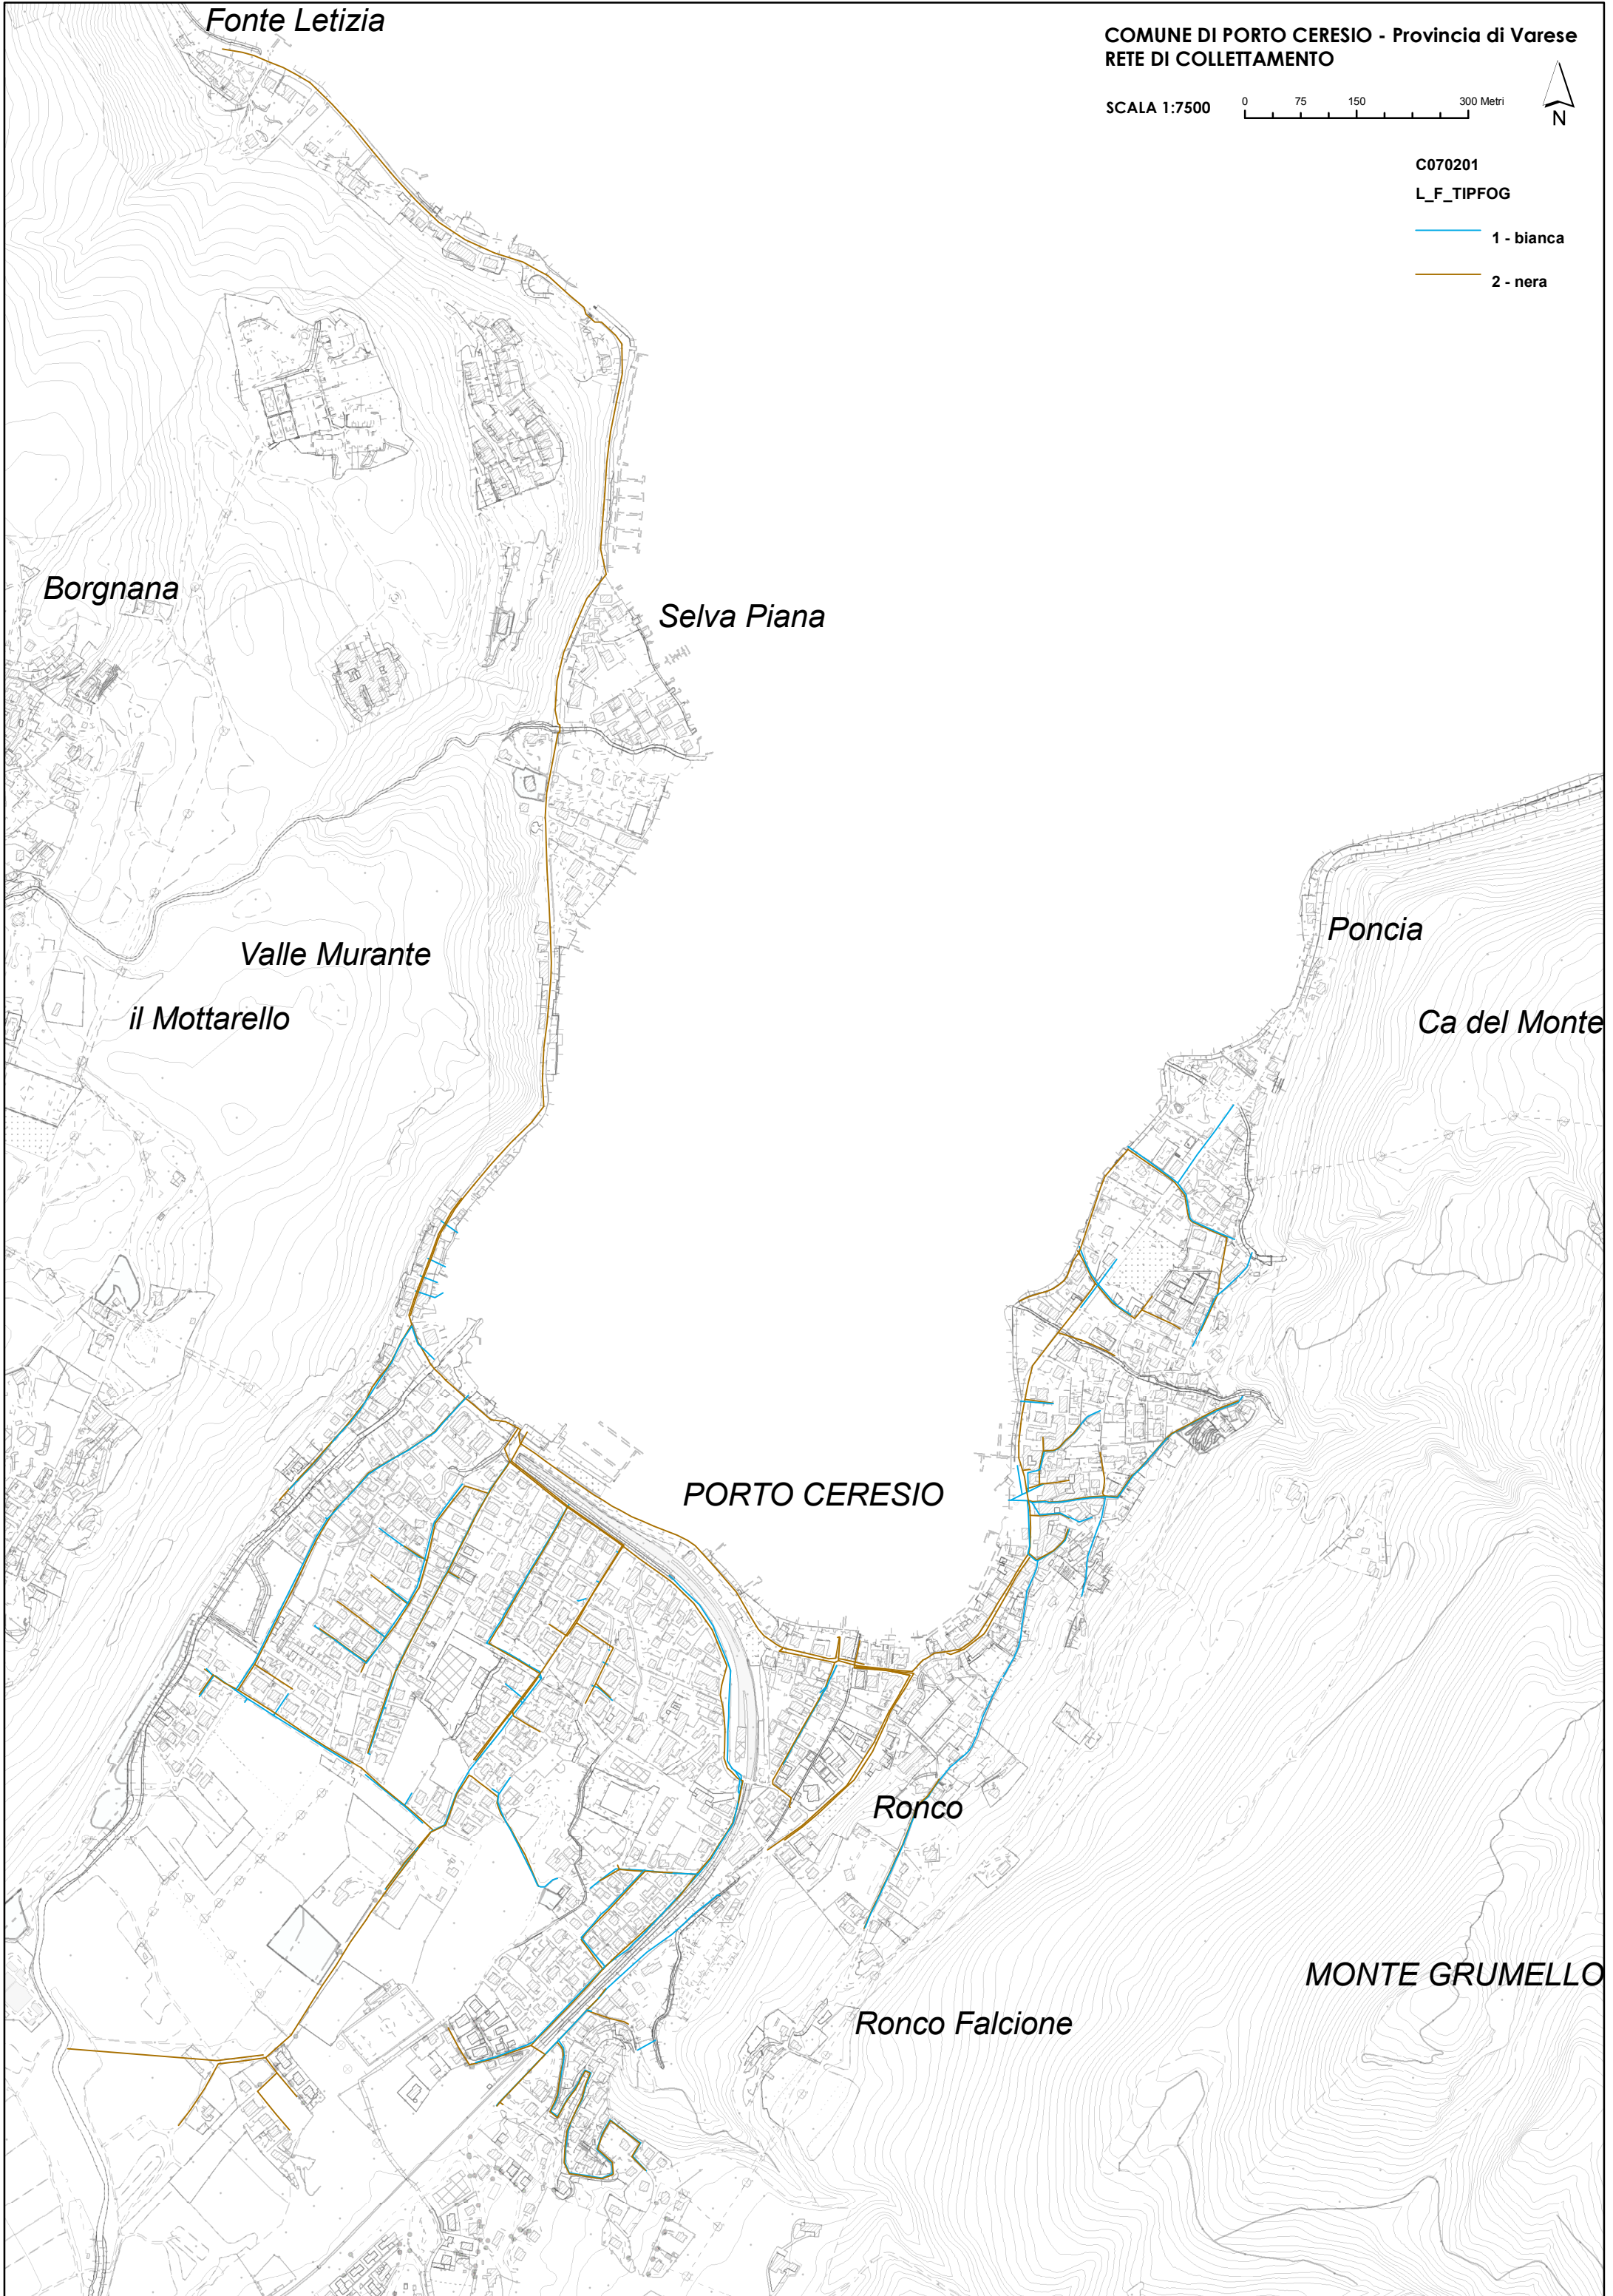 Fonte Letizia
COMUNE DI PORTO CERESIO - Provincia di Varese
RETE DI COLLETTAMENTO
SCALA 1:7500
0 75 150 300 Metri
N
C070201
L_F_TIPFOG
1 - bianca
2 - nera
Borgnana
Selva Piana
Poncia
Valle Murante
il Mottarello
Ca del Monte
PORTO CERESIO
Ronco
MONTE GRUMELLO
Ronco Falcione